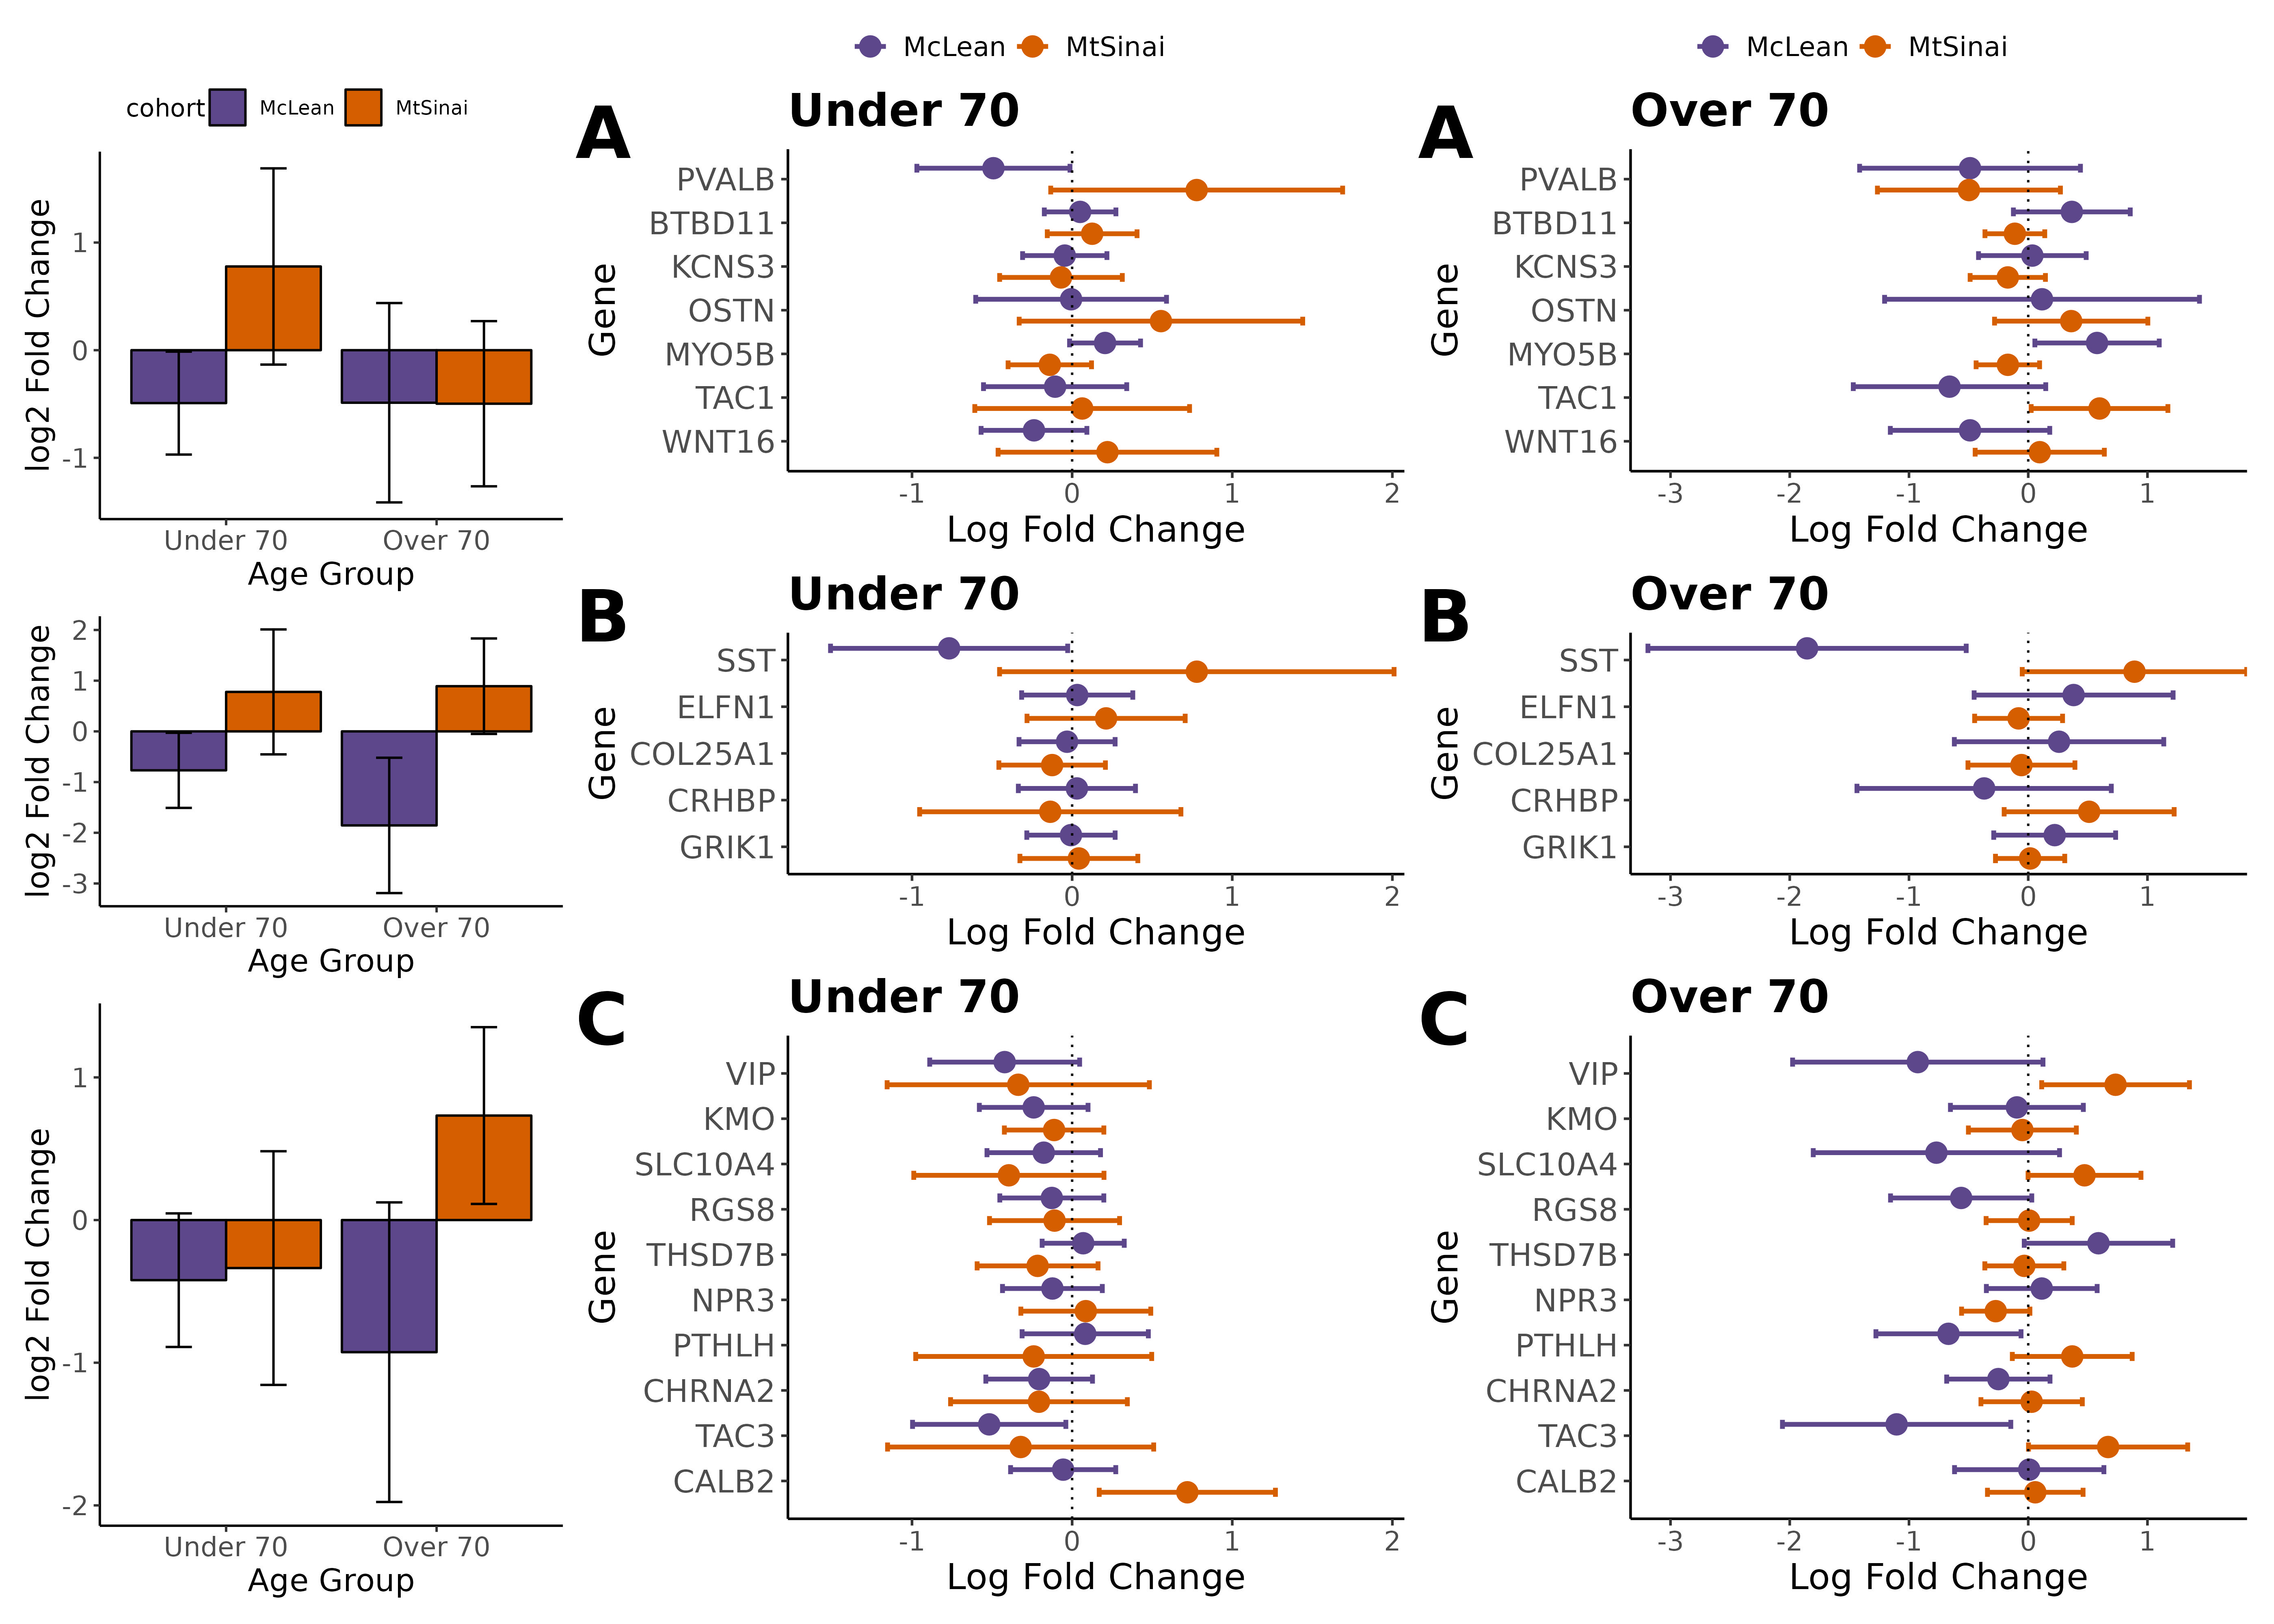 McLean MtSinai
McLean MtSinai
cohort McLean MtSinai
A
Under 70
A
Over 70
log2 Fold Change
1
0
-1
Under 70 Over 70
Age Group
Gene
PVALB
BTBD11
KCNS3
OSTN
MYO5B
TAC1
WNT16
-1 0 1 2
Log Fold Change
Gene
PVALB
BTBD11
KCNS3
OSTN
MYO5B
TAC1
WNT16
-3 -2 -1 0 1
Log Fold Change
B
Under 70
B
Over 70
log2 Fold Change
2
1
0
-1
-2
-3
Under 70 Over 70
Age Group
Gene
SST
ELFN1
COL25A1
CRHBP
GRIK1
-1 0 1 2
Log Fold Change
Gene
SST
ELFN1
COL25A1
CRHBP
GRIK1
-3 -2 -1 0 1
Log Fold Change
C
Under 70
C
Over 70
log2 Fold Change
1
0
-1
-2
Under 70 Over 70
Age Group
Gene
VIP
KMO
SLC10A4
RGS8
THSD7B
NPR3
PTHLH
CHRNA2
TAC3
CALB2
-1 0 1 2
Log Fold Change
Gene
VIP
KMO
SLC10A4
RGS8
THSD7B
NPR3
PTHLH
CHRNA2
TAC3
CALB2
-3 -2 -1 0 1
Log Fold Change